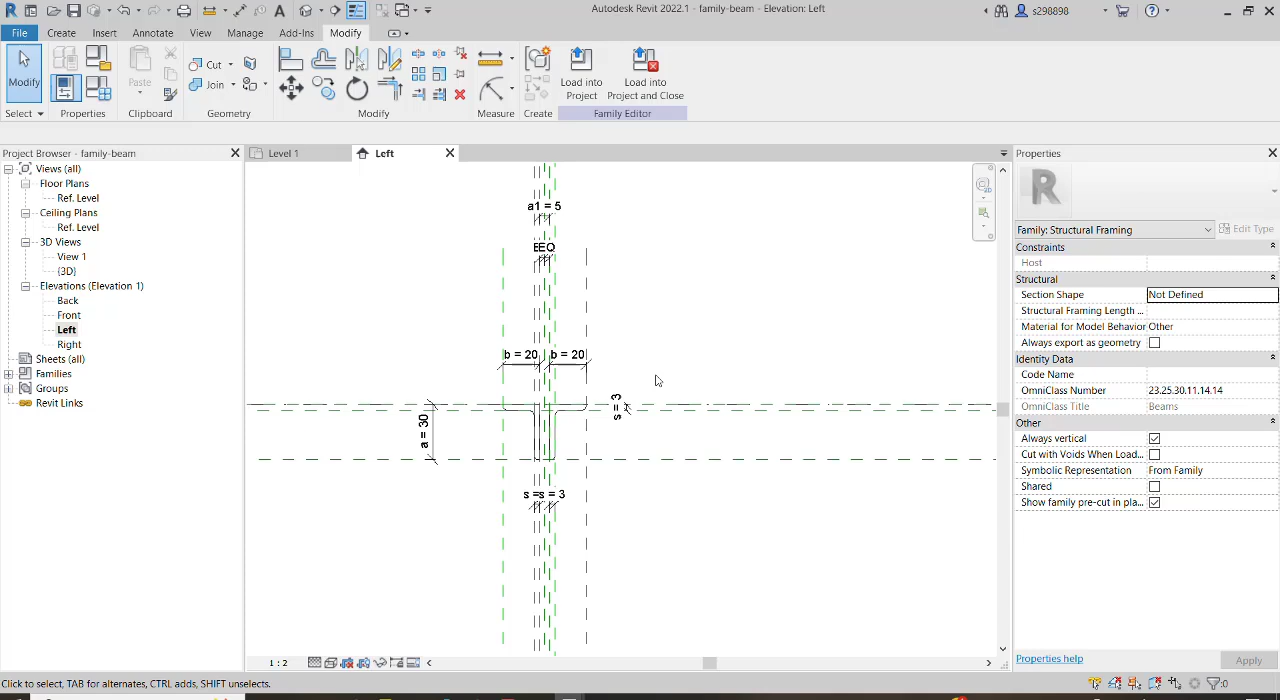 Autodesk Revit 2022.1 - family-beam - Elevation: Left
s298898
File
Create
Insert
Annotate
View
Manage
Add-Ins
Modify
Modify
Paste
Cut
Join
Load into
Project
Load into
Project and Close
Select
Properties
Clipboard
Geometry
Modify
Measure
Create
Family Editor
Project Browser - family-beam
Level 1
Left
Properties
Views (all)
Floor Plans
Ref. Level
Ceiling Plans
Ref. Level
3D Views
View 1
{3D}
Elevations (Elevation 1)
Back
Front
Left
Right
Sheets (all)
Families
Groups
Revit Links
a1 = 5
EEQ
b = 20
b = 20
a = 30
s = 3
s =s = 3
Family: Structural Framing
Edit Type
Constraints
Host
Structural
Section Shape
Not Defined
Structural Framing Length ...
Material for Model Behavior
Other
Always export as geometry
Identity Data
Code Name
OmniClass Number
23.25.30.11.14.14
OmniClass Title
Beams
Other
Always vertical
Cut with Voids When Load...
Symbolic Representation
From Family
Shared
Show family pre-cut in pla...
Properties help
Apply
1 : 2
Click to select, TAB for alternates, CTRL adds, SHIFT unselects.
:0